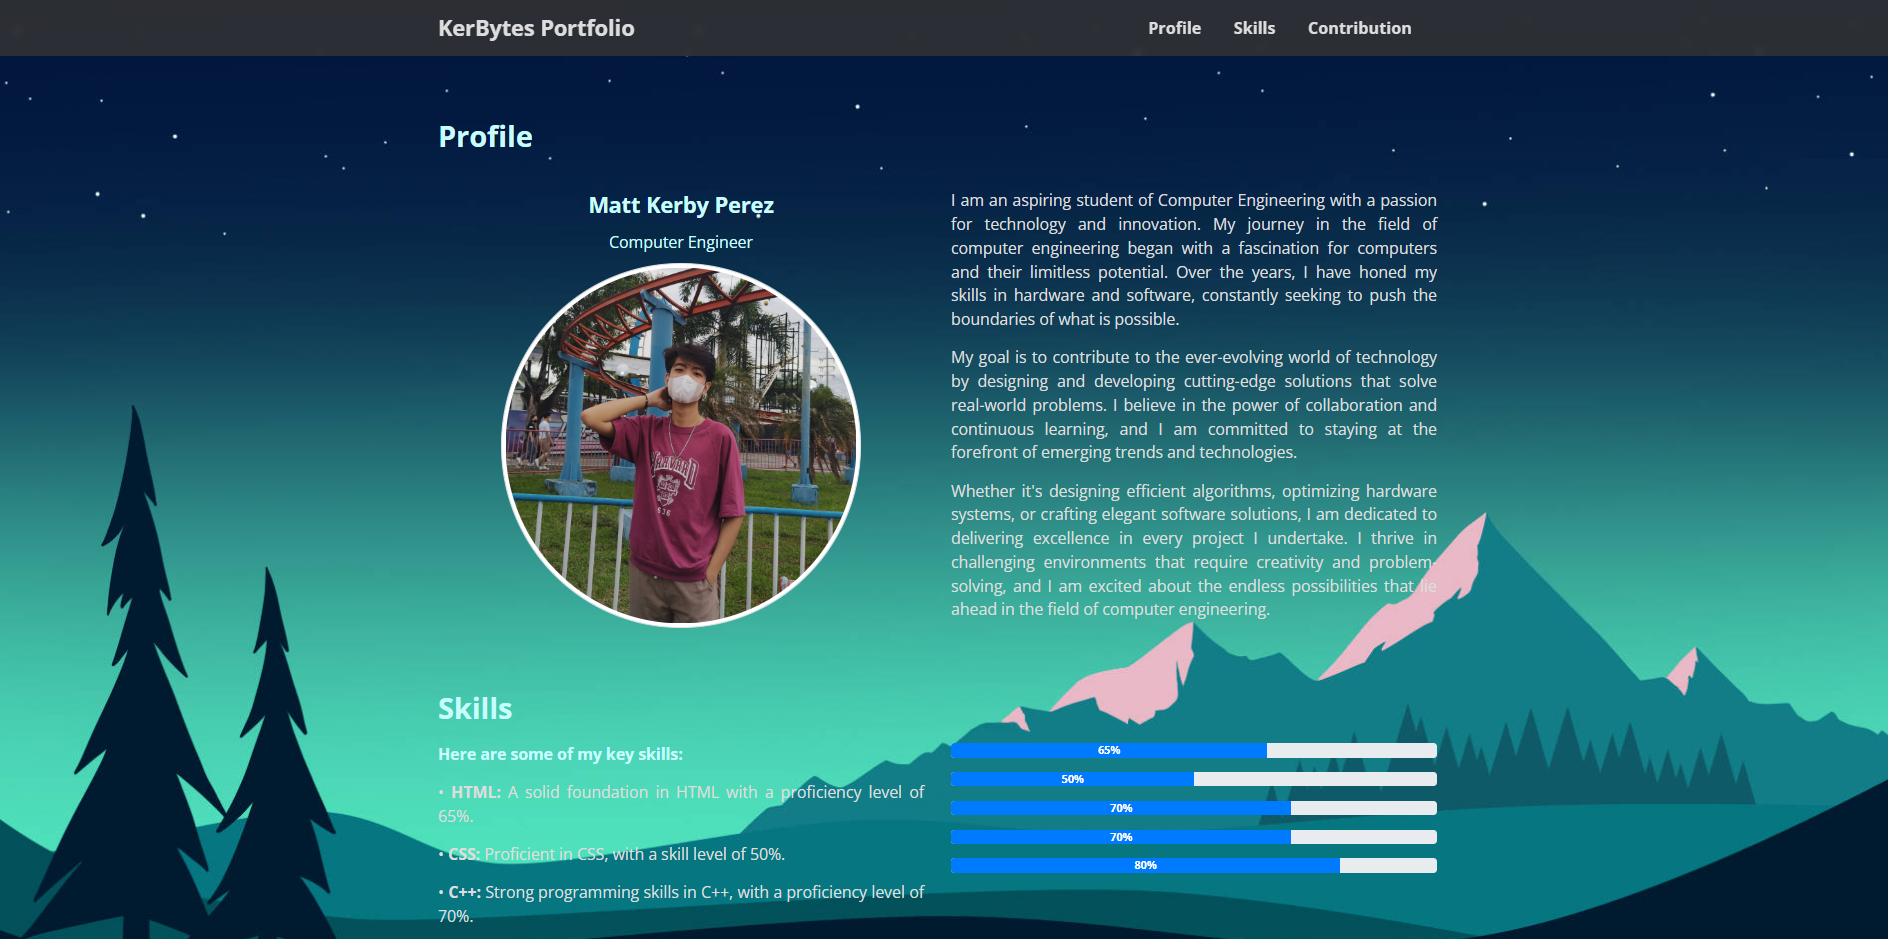 KerBytes Portfolio
Profile Skills Contribution
Profile
Matt Kerby Perez
Computer Engineer
HARVARD
636
I am an aspiring student of Computer Engineering with a passion
for technology and innovation. My journey in the field of
computer engineering began with a fascination for computers
and their limitless potential. Over the years, I have honed my
skills in hardware and software, constantly seeking to push the
boundaries of what is possible.
My goal is to contribute to the ever-evolving world of technology
by designing and developing cutting-edge solutions that solve
real-world problems. I believe in the power of collaboration and
continuous learning, and I am committed to staying at the
forefront of emerging trends and technologies.
Whether it's designing efficient algorithms, optimizing hardware
systems, or crafting elegant software solutions, I am dedicated to
delivering excellence in every project I undertake. I thrive in
challenging environments that require creativity and problem-
solving, and I am excited about the endless possibilities that lie
ahead in the field of computer engineering.
Skills
Here are some of my key skills:
• HTML: A solid foundation in HTML with a proficiency level of
65%.
• CSS: Proficient in CSS, with a skill level of 50%.
• C++: Strong programming skills in C++, with a proficiency level of
70%.
65%
50%
70%
70%
80%